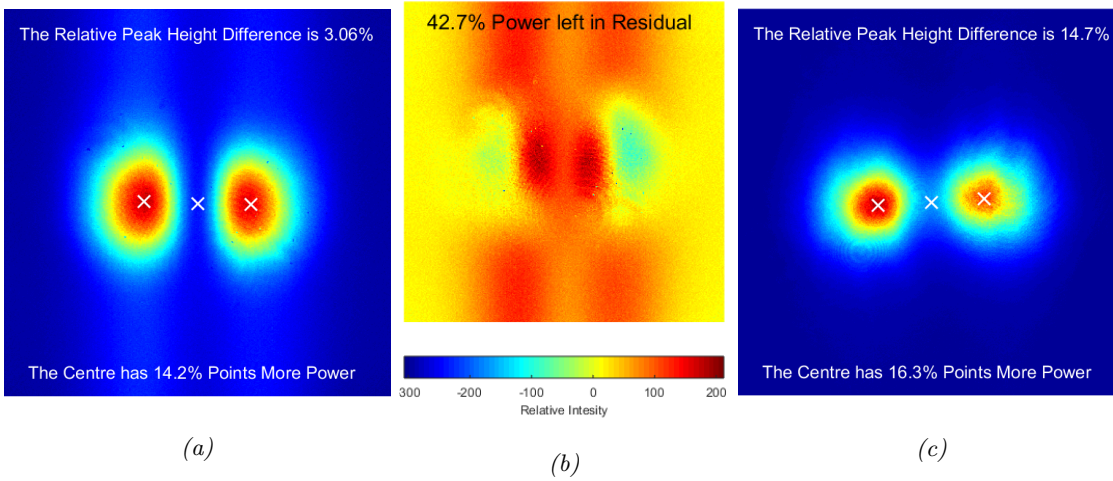 The Relative Peak Height Difference is 3.06%
The Centre has 14.2% Points More Power
(a)
42.7% Power left in Residual
300 -200 -100 0 100 200
Relative Intesity
(b)
The Relative Peak Height Difference is 14.7%
The Centre has 16.3% Points More Power
(c)